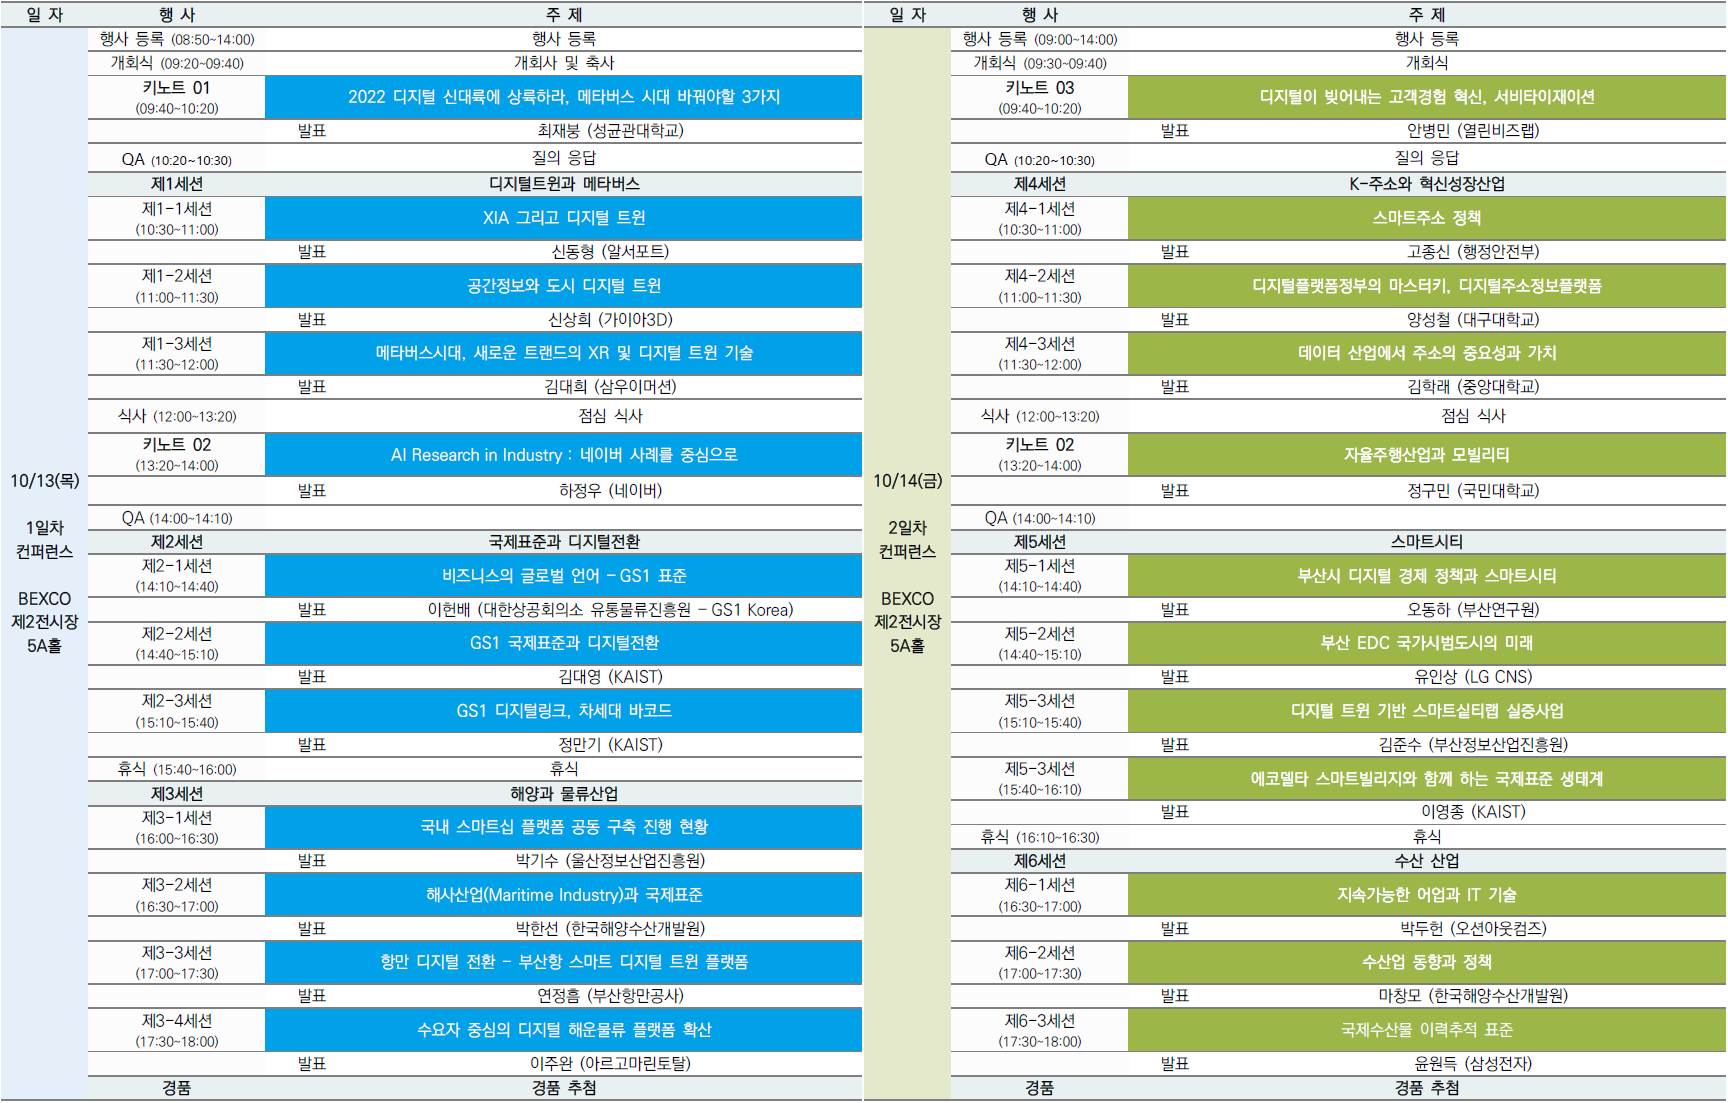 일 자 행 사 주 제
10/13(목)
1일차
컨퍼런스
BEXCO
제2전시장
5A홀
행사 등록 (08:50~14:00) 행사 등록
개회식 (09:20~09:40) 개회사 및 축사
키노트 01
(09:40~10:20)
2022 디지털 신대륙에 상륙하라, 메타버스 시대 바꿔야할 3가지
발표 최재붕 (성균관대학교)
QA (10:20~10:30) 질의 응답
제1세션 디지털트윈과 메타버스
제1-1세션
(10:30~11:00)
XIA 그리고 디지털 트윈
발표 신동형 (알서포트)
제1-2세션
(11:00~11:30)
공간정보와 도시 디지털 트윈
발표 신상희 (가이아3D)
제1-3세션
(11:30~12:00)
메타버스시대, 새로운 트랜드의 XR 및 디지털 트윈 기술
발표 김대희 (삼우이머션)
식사 (12:00~13:20) 점심 식사
키노트 02
(13:20~14:00)
AI Research in Industry : 네이버 사례를 중심으로
발표 하정우 (네이버)
QA (14:00~14:10)
제2세션 국제표준과 디지털전환
제2-1세션
(14:10~14:40)
비즈니스의 글로벌 언어 - GS1 표준
발표 이헌배 (대한상공회의소 유통물류진흥원 - GS1 Korea)
제2-2세션
(14:40~15:10)
GS1 국제표준과 디지털전환
발표 김대영 (KAIST)
제2-3세션
(15:10~15:40)
GS1 디지털링크, 차세대 바코드
발표 정만기 (KAIST)
휴식 (15:40~16:00) 휴식
제3세션 해양과 물류산업
제3-1세션
(16:00~16:30)
국내 스마트십 플랫폼 공동 구축 진행 현황
발표 박기수 (울산정보산업진흥원)
제3-2세션
(16:30~17:00)
해사산업(Maritime Industry)과 국제표준
발표 박한선 (한국해양수산개발원)
제3-3세션
(17:00~17:30)
항만 디지털 전환 - 부산항 스마트 디지털 트윈 플랫폼
발표 연정흠 (부산항만공사)
제3-4세션
(17:30~18:00)
수요자 중심의 디지털 해운물류 플랫폼 확산
발표 이주완 (아르고마린토탈)
경품 경품 추첨
일 자 행 사 주 제
10/14(금)
2일차
컨퍼런스
BEXCO
제2전시장
5A홀
행사 등록 (09:00~14:00) 행사 등록
개회식 (09:30~09:40) 개회식
키노트 03
(09:40~10:20)
디지털이 빚어내는 고객경험 혁신, 서비타이제이션
발표 안병민 (열린비즈랩)
QA (10:20~10:30) 질의 응답
제4세션 K-주소와 혁신성장산업
제4-1세션
(10:30~11:00)
스마트주소 정책
발표 고종신 (행정안전부)
제4-2세션
(11:00~11:30)
디지털플랫폼정부의 마스터키, 디지털주소정보플랫폼
발표 양성철 (대구대학교)
제4-3세션
(11:30~12:00)
데이터 산업에서 주소의 중요성과 가치
발표 김학래 (중앙대학교)
식사 (12:00~13:20) 점심 식사
키노트 02
(13:20~14:00)
자율주행산업과 모빌리티
발표 정구민 (국민대학교)
QA (14:00~14:10)
제5세션 스마트시티
제5-1세션
(14:10~14:40)
부산시 디지털 경제 정책과 스마트시티
발표 오동하 (부산연구원)
제5-2세션
(14:40~15:10)
부산 EDC 국가시범도시의 미래
발표 유인상 (LG CNS)
제5-3세션
(15:10~15:40)
디지털 트윈 기반 스마트싵티랩 실증사업
발표 김준수 (부산정보산업진흥원)
제5-3세션
(15:40~16:10)
에코델타 스마트빌리지와 함께 하는 국제표준 생태계
발표 이영종 (KAIST)
휴식 (16:10~16:30) 휴식
제6세션 수산 산업
제6-1세션
(16:30~17:00)
지속가능한 어업과 IT 기술
발표 박두헌 (오션아웃컴즈)
제6-2세션
(17:00~17:30)
수산업 동향과 정책
발표 마창모 (한국해양수산개발원)
제6-3세션
(17:30~18:00)
국제수산물 이력추적 표준
발표 윤원득 (삼성전자)
경품 경품 추첨